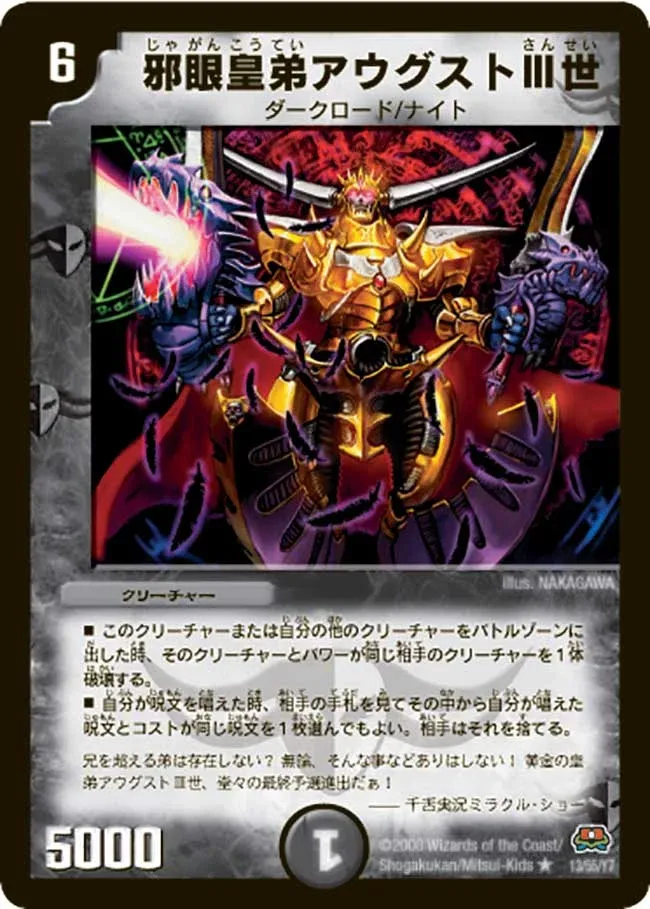 じゃがんこうてい さんせい
6 邪眼皇弟アウグストⅢ世
ダークロード/ナイト
illus. NAKAGAWA
クリーチャー
■ このクリーチャーまたは自分の他のクリーチャーをバトルゾーンに
出した時、そのクリーチャーとパワーが同じ相手のクリーチャーを1体
破壊する。
■ 自分が呪文を唱えた時、相手の手札を見てその中から自分が唱えた
呪文とコストが同じ呪文を1枚選んでもよい。相手はそれを捨てる。
兄を超える弟は存在しない? 無論、そんな事などありはしない! 黄金の皇
弟アウグストⅢ世、堂々の最終予選進出だぁ!
—— 千舌実況ミラクル・ショー
5000
1
Wizards of the Coast/
Shogakukan/Mitsui-Kids ★ 13/55/Y7